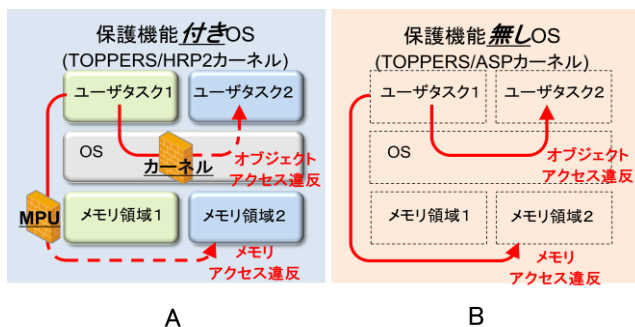 保護機能付きOS
(TOPPERS/HRP2カーネル)
ユーザタスク1
ユーザタスク2
OS
カーネル
オブジェクト
アクセス違反
MPU
メモリ領域1
メモリ領域2
メモリ
アクセス違反
A
保護機能無しOS
(TOPPERS/ASPカーネル)
ユーザタスク1
ユーザタスク2
OS
オブジェクト
アクセス違反
メモリ領域1
メモリ領域2
メモリ
アクセス違反
B